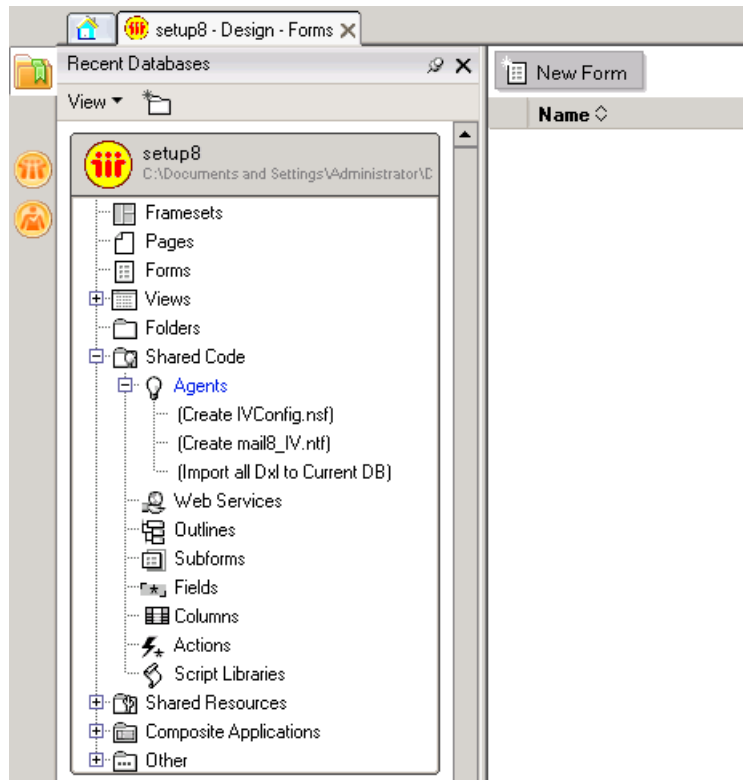 setup8 - Design - Forms
Recent Databases
View
New Form
Name
setup8
C:\Documents and Settings\Administrator\D
Framesets
Pages
Forms
Views
Folders
Shared Code
Agents
(Create IVConfig.nsf)
(Create mail8_IV.ntf)
(Import all Dxl to Current DB)
Web Services
Outlines
Subforms
Fields
Columns
Actions
Script Libraries
Shared Resources
Composite Applications
Other